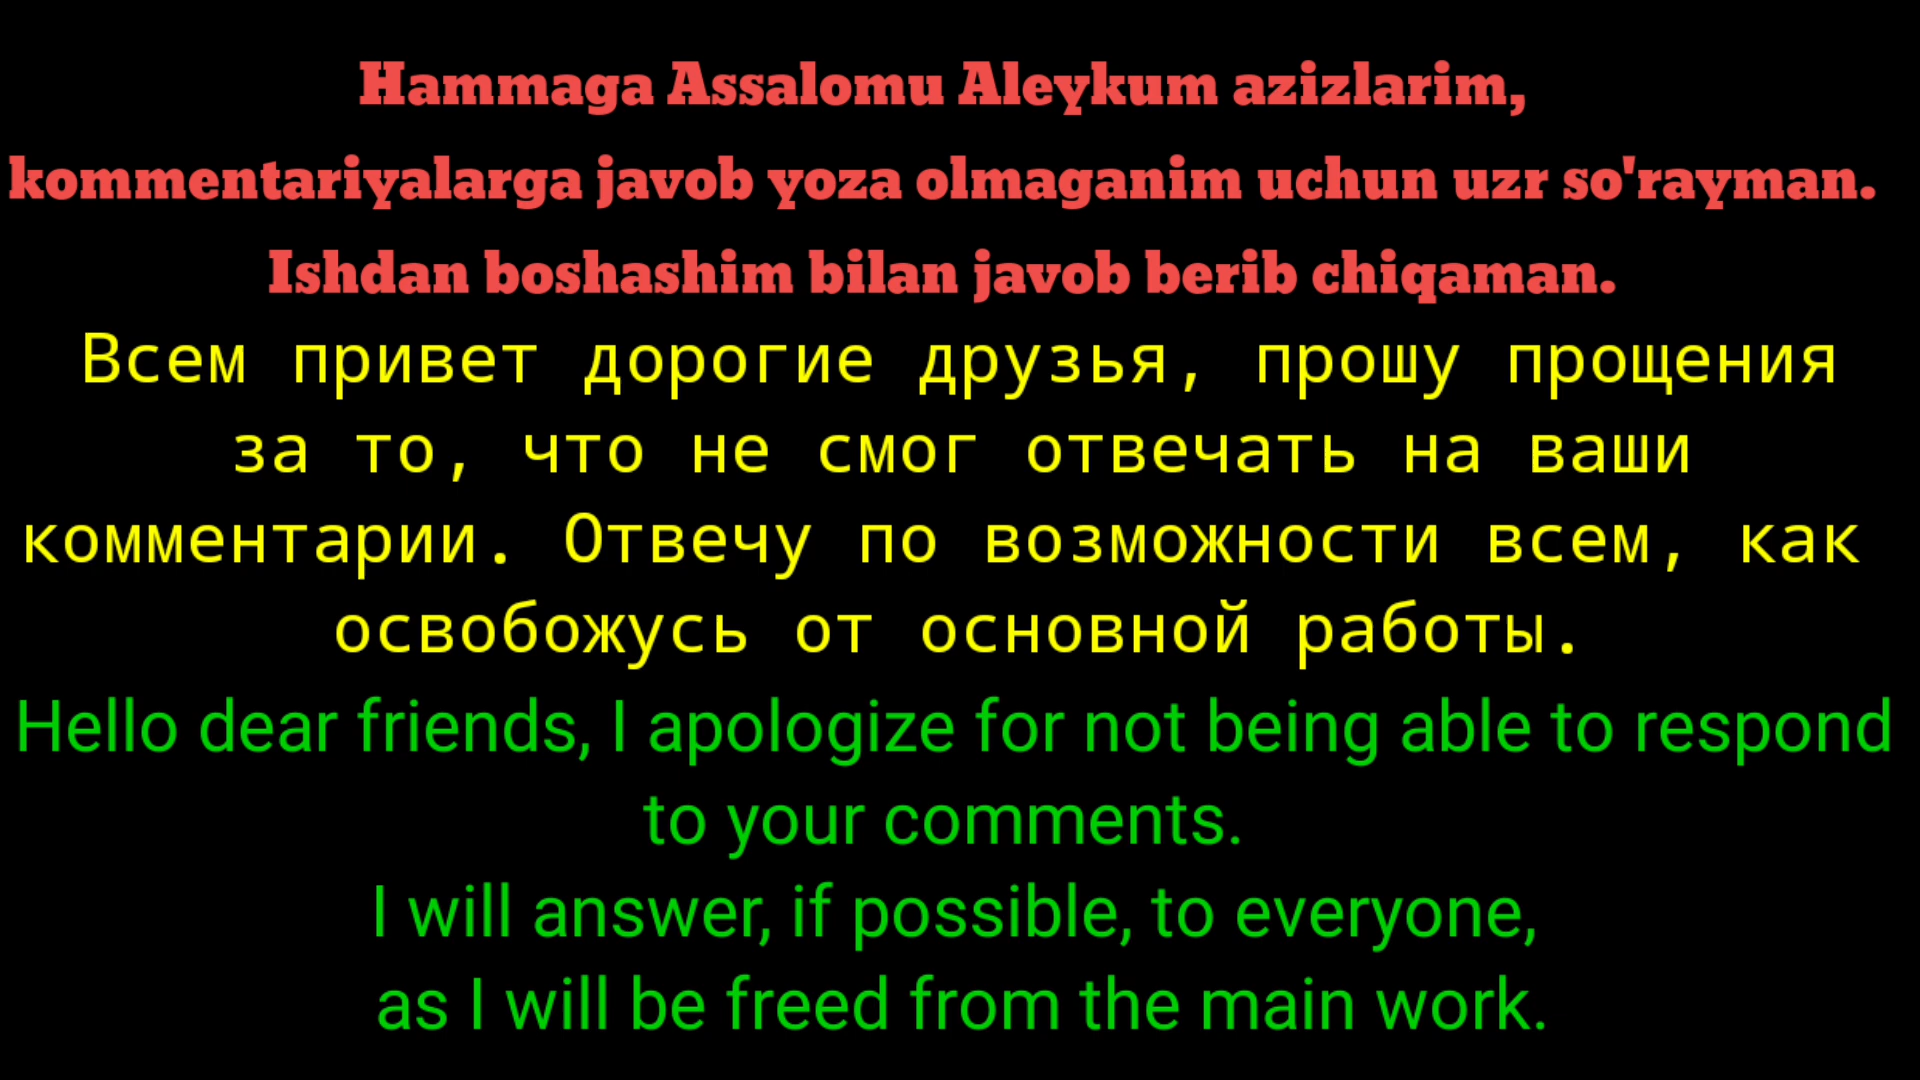 Hammaga Assalomu Aleykum azizlarim,
kommentariyalarga javob yoza olmaganim uchun uzr so'rayman.
Ishdan boshashim bilan javob berib chiqaman.
Всем привет дорогие друзья, прошу прощения
за то, что не смог отвечать на ваши
комментарии. Отвечу по возможности всем, как
освобожусь от основной работы.
Hello dear friends, I apologize for not being able to respond
to your comments.
I will answer, if possible, to everyone,
as I will be freed from the main work.